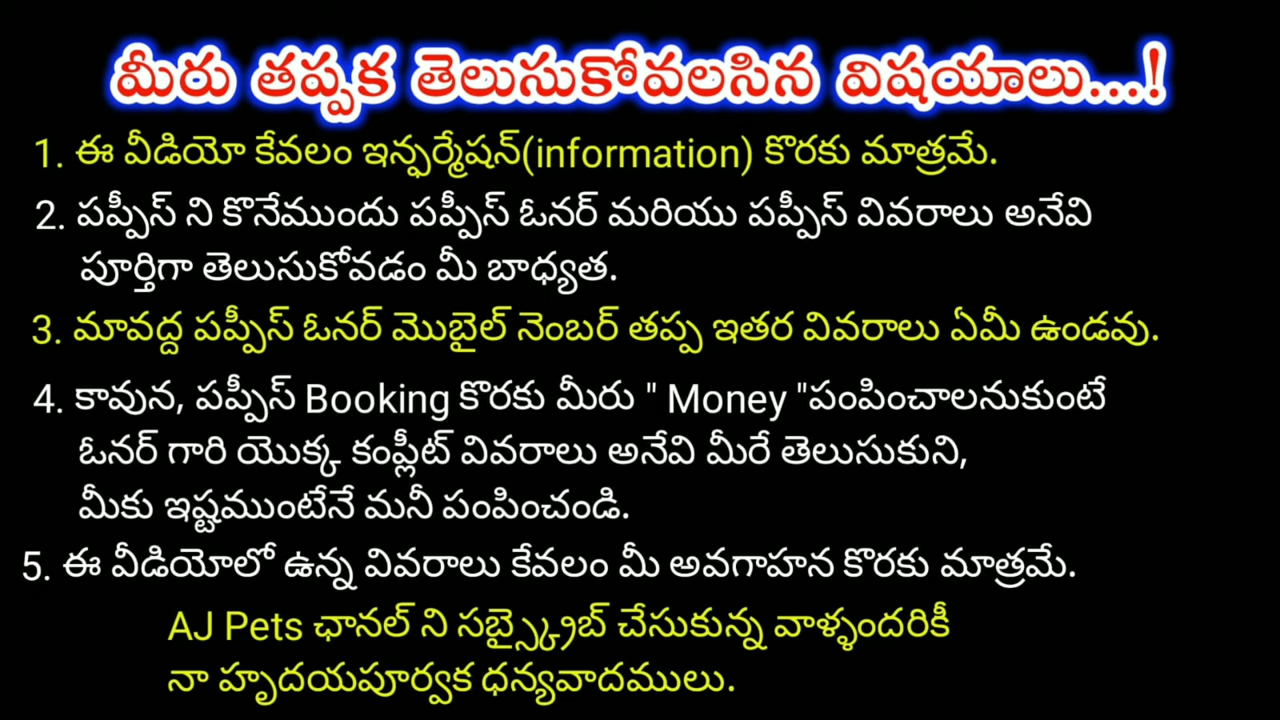 మీరు తప్పక తెలుసుకోవలసిన విషయాలు...!
1. ఈ వీడియో కేవలం ఇన్ఫర్మేషన్(information) కొరకు మాత్రమే.
2. పప్పీస్ ని కొనేముందు పప్పీస్ ఓనర్ మరియు పప్పీస్ వివరాలు అనేవి
పూర్తిగా తెలుసుకోవడం మీ బాధ్యత.
3. మావద్ద పప్పీస్ ఓనర్ మొబైల్ నెంబర్ తప్ప ఇతర వివరాలు ఏమీ ఉండవు.
4. కావున, పప్పీస్ Booking కొరకు మీరు " Money "పంపించాలనుకుంటే
ఓనర్ గారి యొక్క కంప్లీట్ వివరాలు అనేవి మీరే తెలుసుకుని,
మీకు ఇష్టముంటేనే మనీ పంపించండి.
5. ఈ వీడియోలో ఉన్న వివరాలు కేవలం మీ అవగాహన కొరకు మాత్రమే.
AJ Pets ఛానల్ ని సబ్స్క్రైబ్ చేసుకున్న వాళ్ళందరికీ
నా హృదయపూర్వక ధన్యవాదములు.